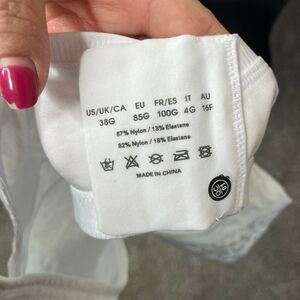 US/UK/CA EU FR/ES IT AU
38G 85G 100G 4G 16F
87% Nylon / 13% Elastane
82% Nylon / 18% Elastane
MADE IN CHINA